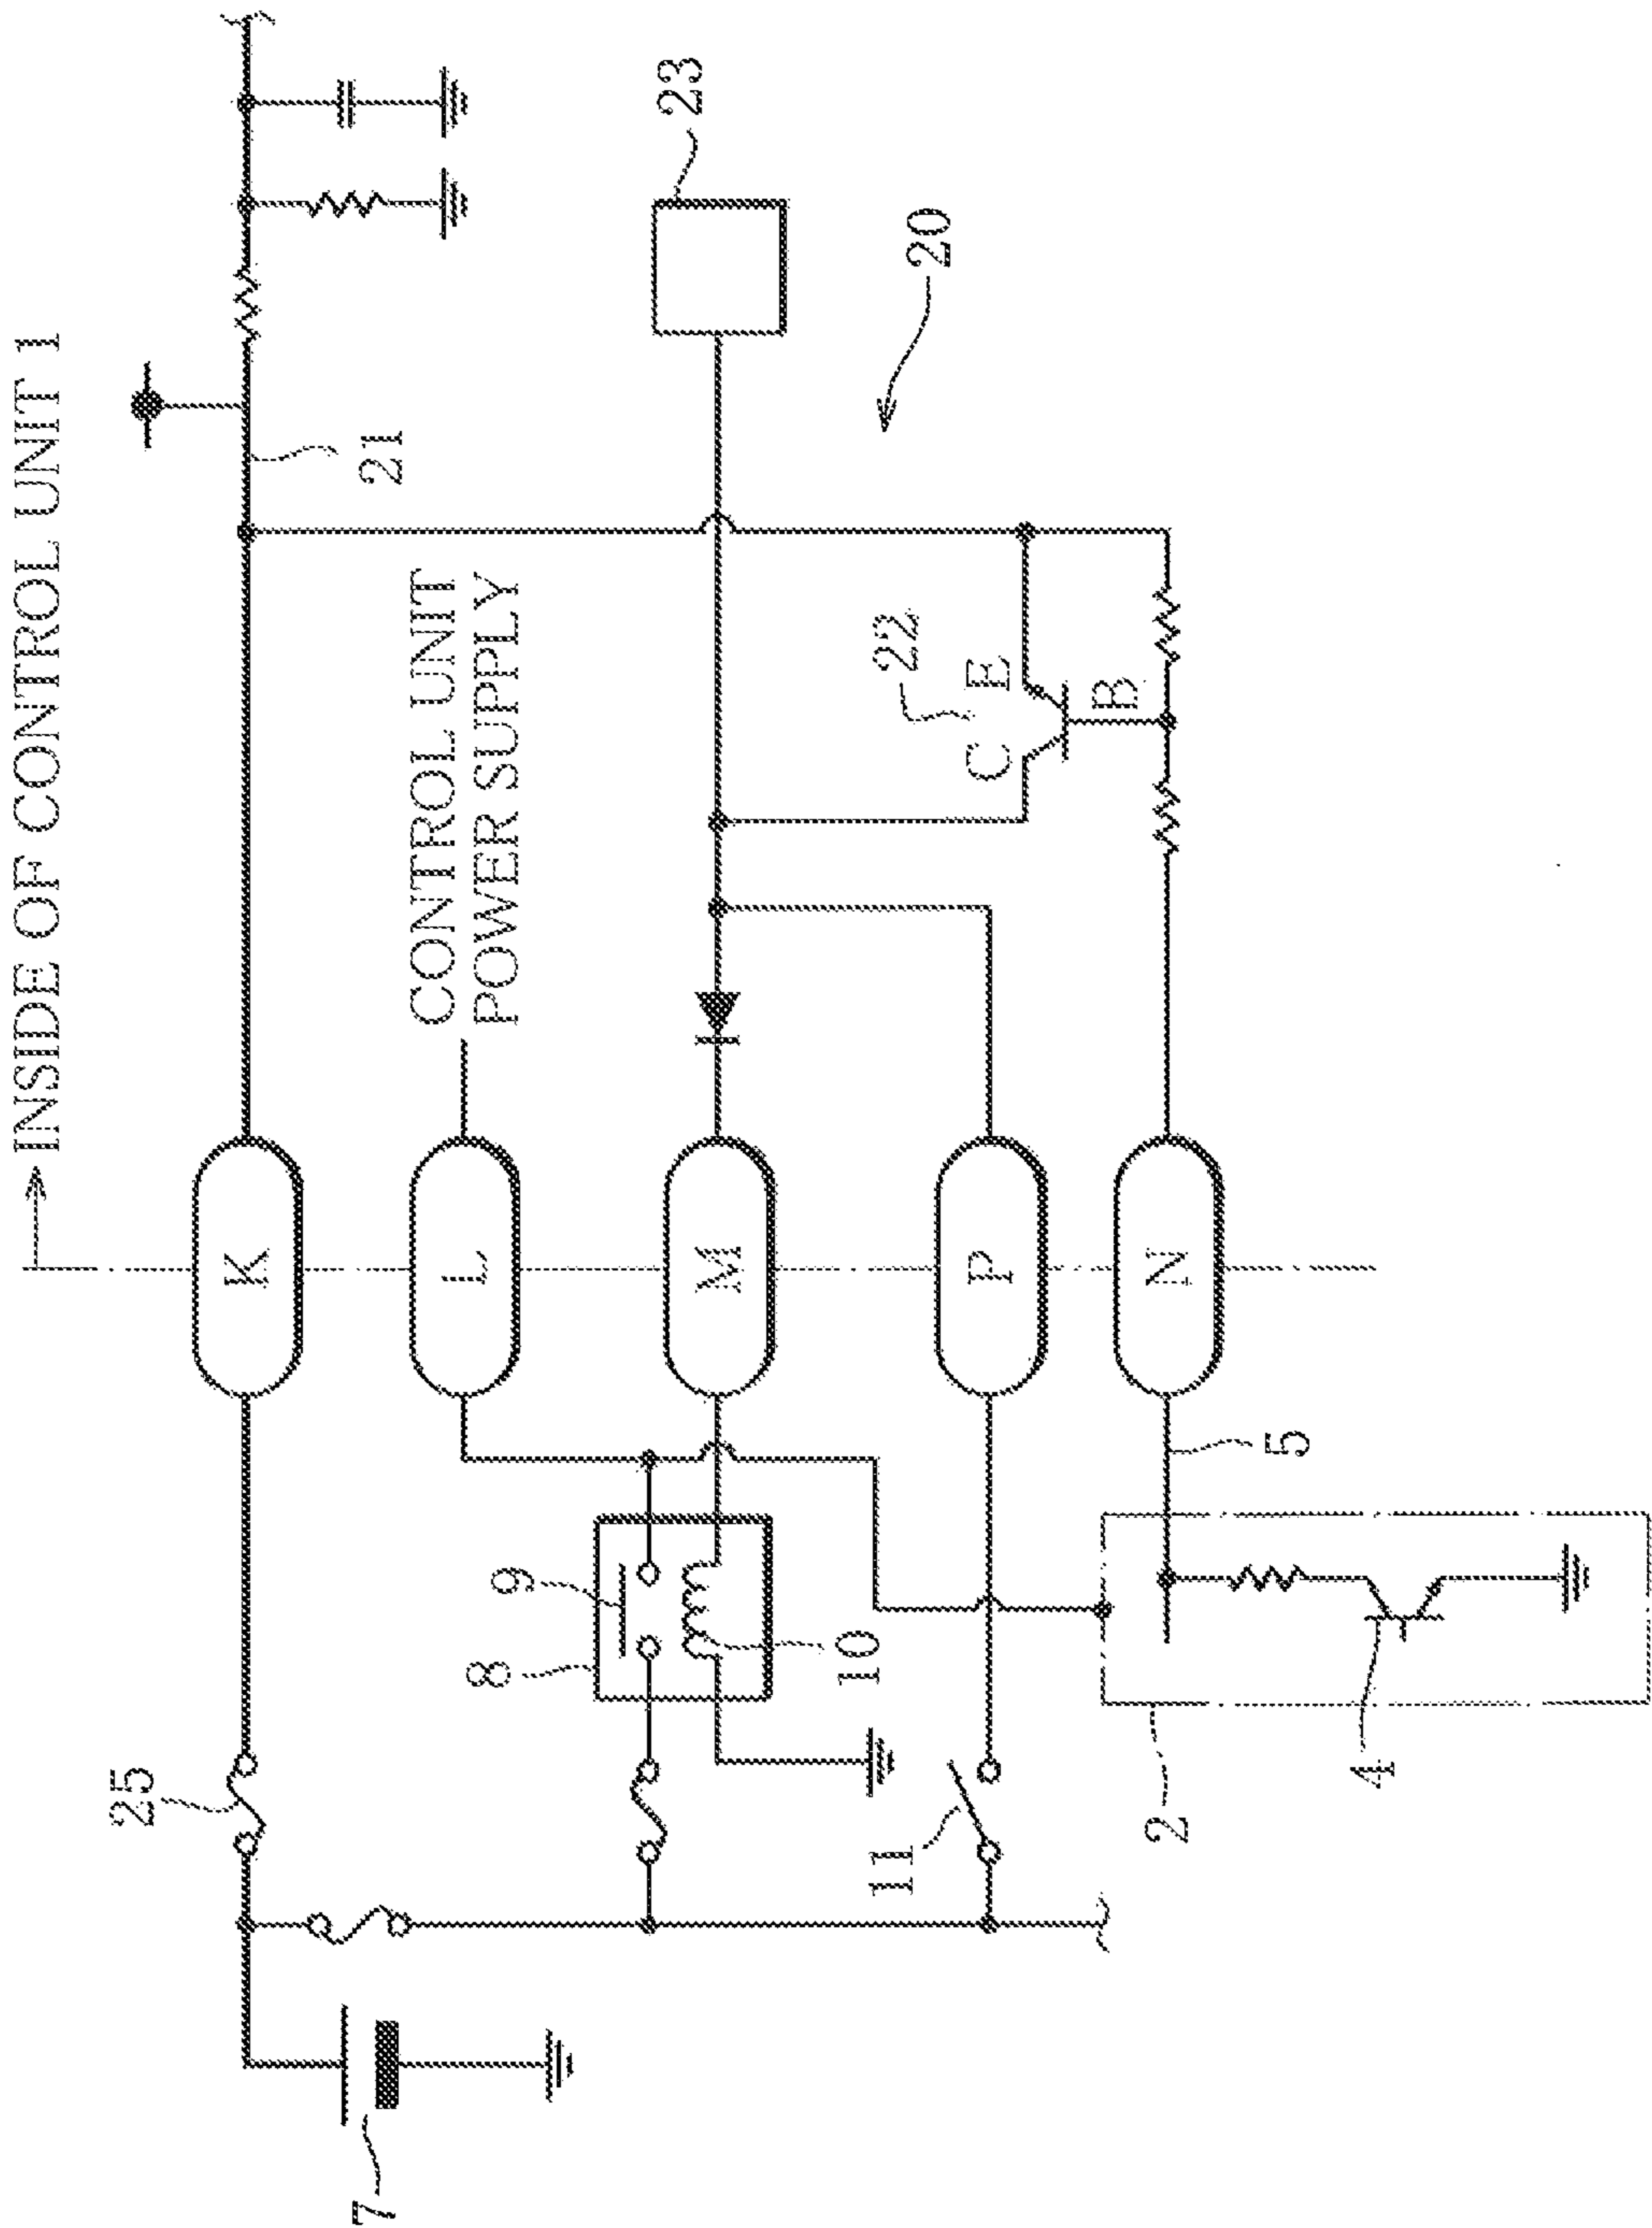 INSIDE OF CONTROL UNIT 1
25
K
21
7
CONTROL UNIT
POWER SUPPLY
L
8
9
10
M
23
20
11
P
C
E
22
B
2
4
5
N